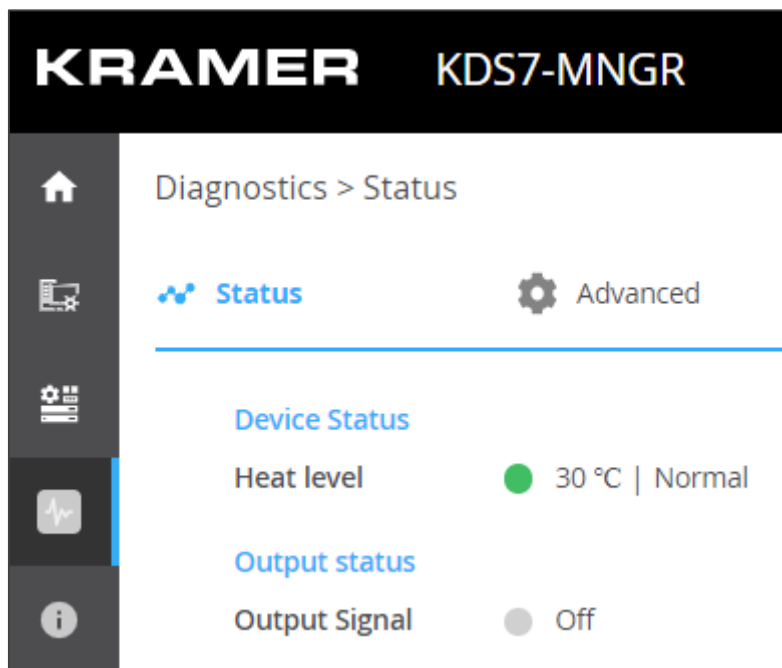 KRAMER KDS7-MNGR
Diagnostics > Status
Status Advanced
Device Status
Heat level 30 ℃ | Normal
Output status
Output Signal Off